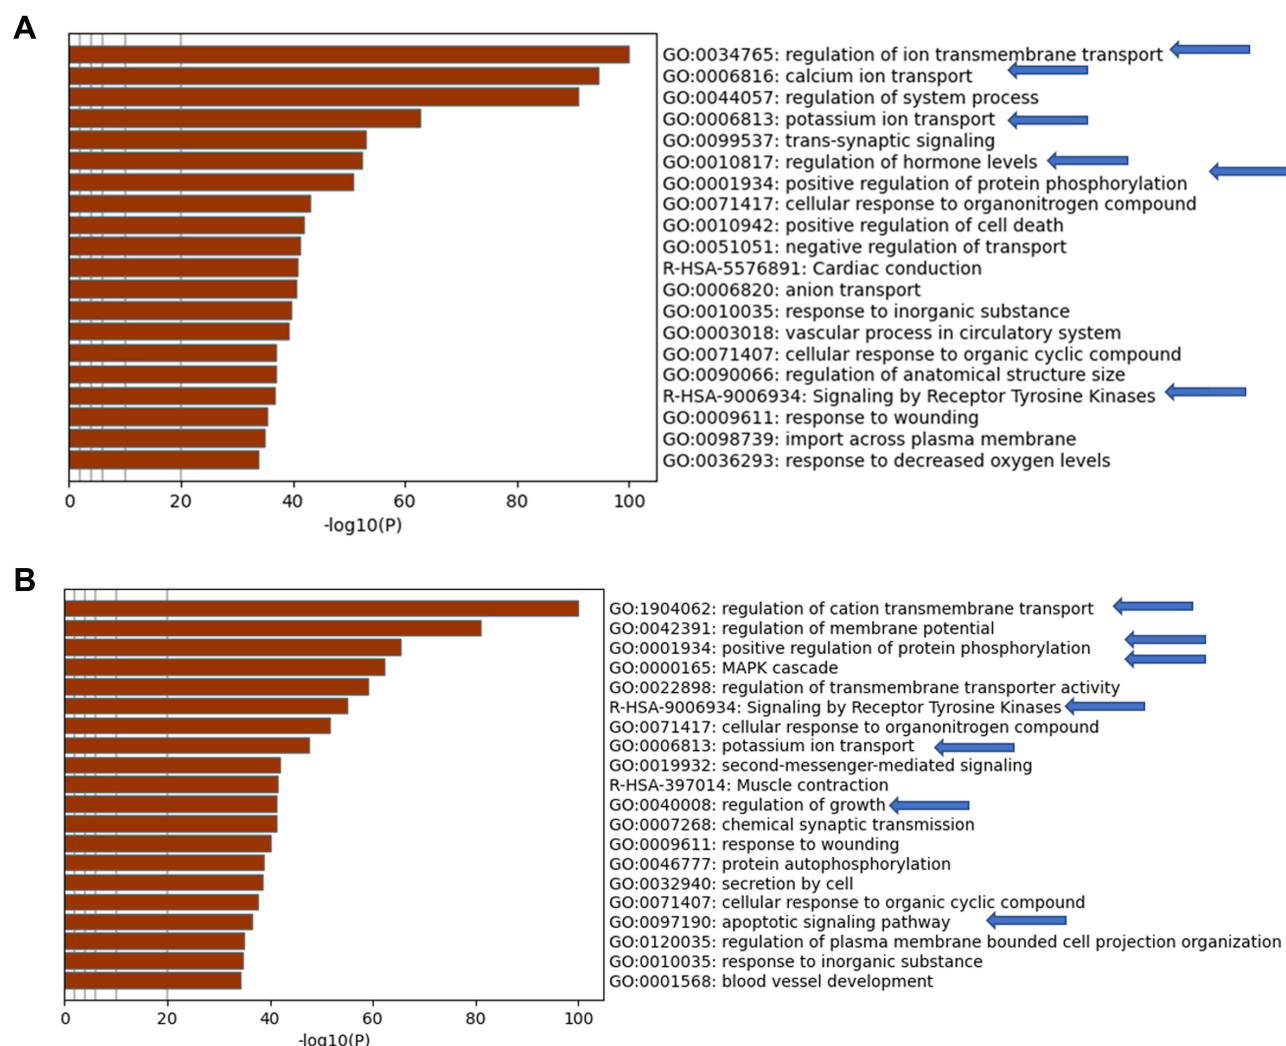 A
GO:0034765: regulation of ion transmembrane transport
GO:0006816: calcium ion transport
GO:0044057: regulation of system process
GO:0006813: potassium ion transport
GO:0099537: trans-synaptic signaling
GO:0010817: regulation of hormone levels
GO:0001934: positive regulation of protein phosphorylation
GO:0071417: cellular response to organonitrogen compound
GO:0010942: positive regulation of cell death
GO:0051051: negative regulation of transport
R-HSA-5576891: Cardiac conduction
GO:0006820: anion transport
GO:0010035: response to inorganic substance
GO:0003018: vascular process in circulatory system
GO:0071407: cellular response to organic cyclic compound
GO:0090066: regulation of anatomical structure size
R-HSA-9006934: Signaling by Receptor Tyrosine Kinases
GO:0009611: response to wounding
GO:0098739: import across plasma membrane
GO:0036293: response to decreased oxygen levels
0 20 40 60 80 100
-log10(P)
B
GO:1904062: regulation of cation transmembrane transport
GO:0042391: regulation of membrane potential
GO:0001934: positive regulation of protein phosphorylation
GO:0000165: MAPK cascade
GO:0022898: regulation of transmembrane transporter activity
R-HSA-9006934: Signaling by Receptor Tyrosine Kinases
GO:0071417: cellular response to organonitrogen compound
GO:0006813: potassium ion transport
GO:0019932: second-messenger-mediated signaling
R-HSA-397014: Muscle contraction
GO:0040008: regulation of growth
GO:0007268: chemical synaptic transmission
GO:0009611: response to wounding
GO:0046777: protein autophosphorylation
GO:0032940: secretion by cell
GO:0071407: cellular response to organic cyclic compound
GO:0097190: apoptotic signaling pathway
GO:0120035: regulation of plasma membrane bounded cell projection organization
GO:0010035: response to inorganic substance
GO:0001568: blood vessel development
0 20 40 60 80 100
-log10(P)